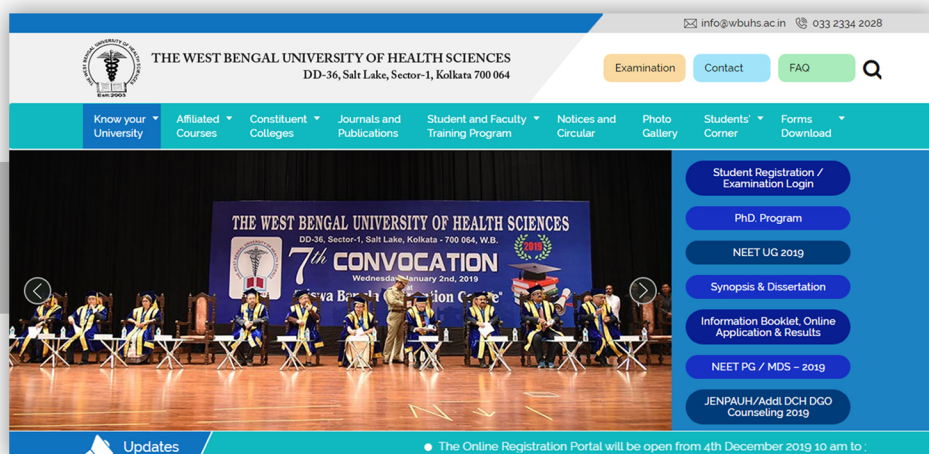 info@wbuhs.ac.in 033 2334 2028
THE WEST BENGAL UNIVERSITY OF HEALTH SCIENCES
DD-36, Salt Lake, Sector-1, Kolkata 700 064
Estt:2003
Examination Contact FAQ
Know your University
Affiliated Courses
Constituent Colleges
Journals and Publications
Student and Faculty Training Program
Notices and Circular
Photo Gallery
Students' Corner
Forms Download
THE WEST BENGAL UNIVERSITY OF HEALTH SCIENCES
DD-36, Sector-1, Salt Lake, Kolkata - 700 064, W.B.
2019
7th CONVOCATION
Wednesday, January 2nd, 2019
at
Student Registration /
Examination Login
PhD. Program
NEET UG 2019
Synopsis & Dissertation
Information Booklet, Online
Application & Results
NEET PG / MDS – 2019
JENPAUH/Addl DCH DGO
Counseling 2019
Updates
The Online Registration Portal will be open from 4th December 2019 10 am to